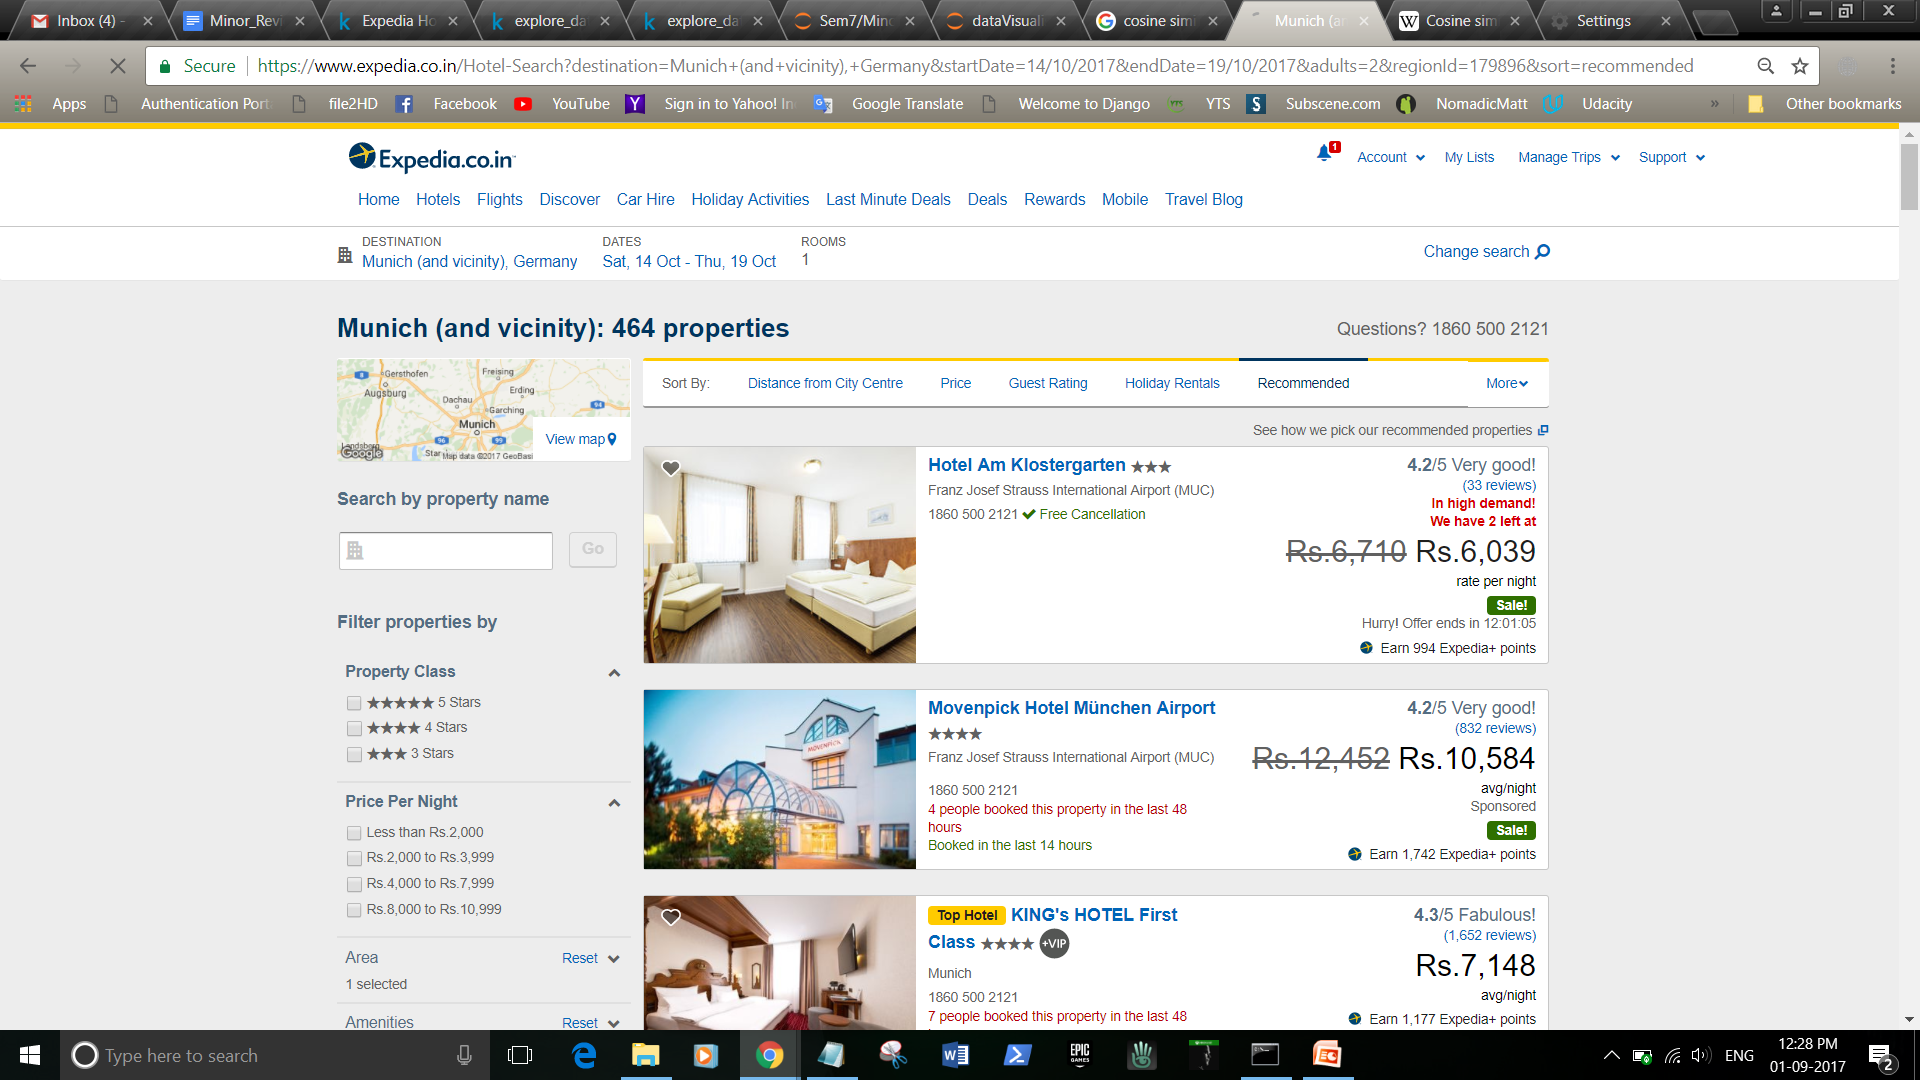 Inbox (4) -
Minor_Revi
Expedia Ho
explore_da
explore_da
Sem7/Mino
dataVisuali
cosine simi
Munich (an
Cosine sim
Settings
Secure
https://www.expedia.co.in/Hotel-Search?destination=Munich+(and+vicinity),+Germany&startDate=14/10/2017&endDate=19/10/2017&adults=2&regionId=179896&sort=recommended
Apps
Authentication Port
file2HD
Facebook
YouTube
Sign in to Yahoo! In
Google Translate
Welcome to Django
YTS
Subscene.com
NomadicMatt
Udacity
»
Other bookmarks
Expedia.co.in
1
Account
My Lists
Manage Trips
Support
Home
Hotels
Flights
Discover
Car Hire
Holiday Activities
Last Minute Deals
Deals
Rewards
Mobile
Travel Blog
DESTINATION
Munich (and vicinity), Germany
DATES
Sat, 14 Oct - Thu, 19 Oct
ROOMS
1
Change search
Munich (and vicinity): 464 properties
Questions? 1860 500 2121
Gersthofen
Freising
Augsburg
Erding
Dachau
Garching
Munich
Landsberg
Star
Google
Map data ©2017 GeoBas
View map
Sort By:
Distance from City Centre
Price
Guest Rating
Holiday Rentals
Recommended
More
See how we pick our recommended properties
Search by property name
Go
Filter properties by
Property Class
★★★★★ 5 Stars
★★★★ 4 Stars
★★★ 3 Stars
Price Per Night
Less than Rs.2,000
Rs.2,000 to Rs.3,999
Rs.4,000 to Rs.7,999
Rs.8,000 to Rs.10,999
Area
Reset
1 selected
Amenities
Reset
Hotel Am Klostergarten ★★★
Franz Josef Strauss International Airport (MUC)
1860 500 2121 ✔ Free Cancellation
4.2/5 Very good!
(33 reviews)
In high demand!
We have 2 left at
Rs.6,710 Rs.6,039
rate per night
Sale!
Hurry! Offer ends in 12:01:05
Earn 994 Expedia+ points
MÖVENPICK
Movenpick Hotel München Airport
★★★★
Franz Josef Strauss International Airport (MUC)
1860 500 2121
4 people booked this property in the last 48
hours
Booked in the last 14 hours
4.2/5 Very good!
(832 reviews)
Rs.12,452 Rs.10,584
avg/night
Sponsored
Sale!
Earn 1,742 Expedia+ points
Top Hotel KING's HOTEL First
Class ★★★★ +VIP
Munich
1860 500 2121
7 people booked this property in the last 48
4.3/5 Fabulous!
(1,652 reviews)
Rs.7,148
avg/night
Earn 1,177 Expedia+ points
Type here to search
EPIC
GAMES
ENG
12:28 PM
01-09-2017
2